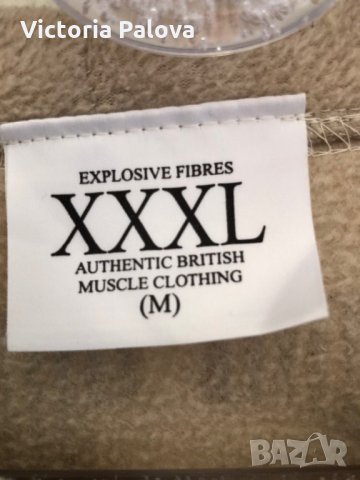 Victoria Palova
EXPLOSIVE FIBRES
XXXL
AUTHENTIC BRITISH
MUSCLE CLOTHING
(M)
BAZAR